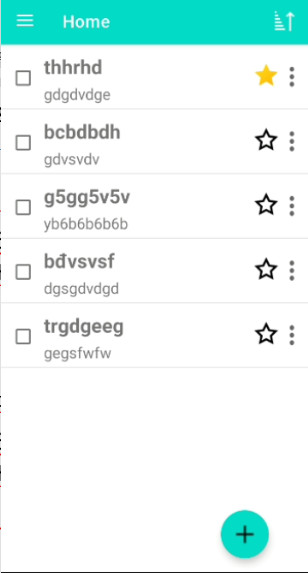 Home
thhrhd
gdgdvdge
bcbdbdh
gdvsvdv
g5gg5v5v
yb6b6b6b6b
bđvsvsf
dgsgdvdgd
trgdgeeg
gegsfwfw